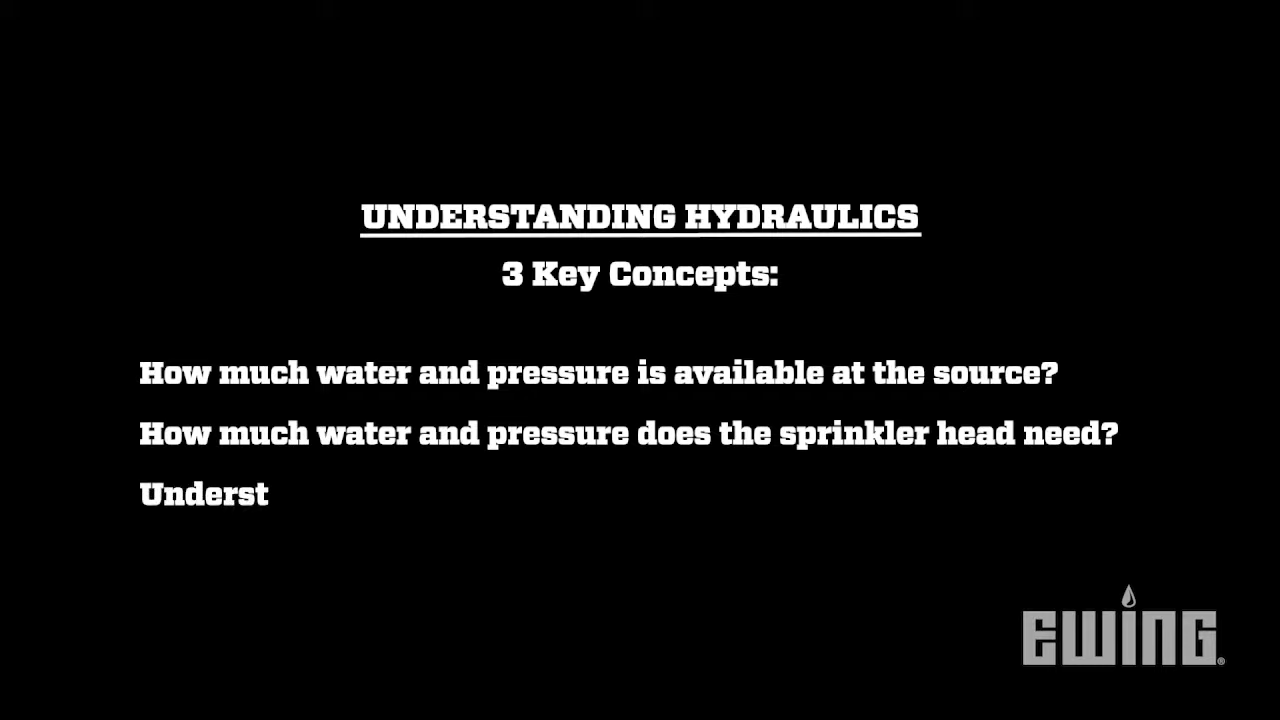 UNDERSTANDING HYDRAULICS
3 Key Concepts:
How much water and pressure is available at the source?
How much water and pressure does the sprinkler head need?
Underst
EWING®